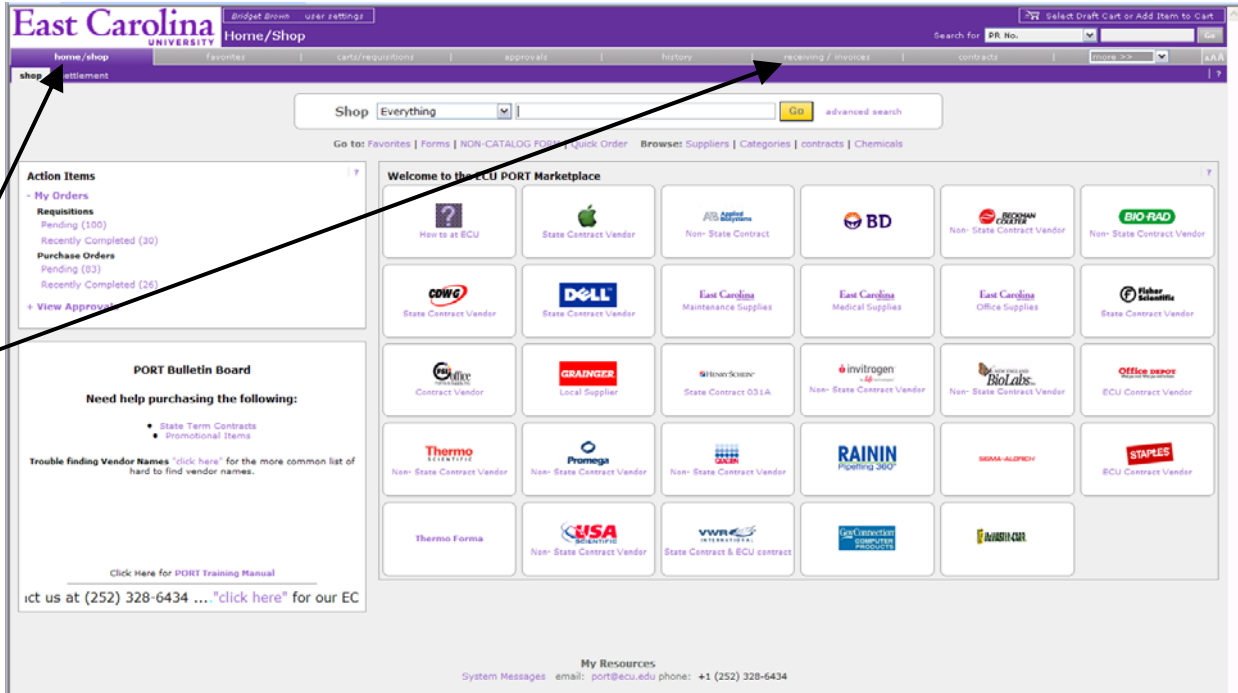 East Carolina
UNIVERSITY
Bridget Brown user settings
Home/Shop
Select Draft Cart or Add Item to Cart
Search for PR No. Go
home/shop favorites | carts/requisitions | approvals | history | receiving / invoices | contracts | more >>
shop settlement | ?
Shop Everything Go advanced search
Go to: Favorites | Forms | NON-CATALOG FORM | Quick Order Browse: Suppliers | Categories | contracts | Chemicals
Action Items | ?
- My Orders
Requisitions
Pending (100)
Recently Completed (30)
Purchase Orders
Pending (83)
Recently Completed (26)
+ View Approvals
PORT Bulletin Board
Need help purchasing the following:
• State Term Contracts
• Promotional Items
Trouble finding Vendor Names "click here" for the more common list of
hard to find vendor names.
Click Here for PORT Training Manual
ict us at (252) 328-6434 .... "click here" for our EC
Welcome to the ECU PORT Marketplace | ?
?
How to at ECU
State Contract Vendor
AB Applied Biosystems
Non- State Contract
BD
BECKMAN COULTER
Non- State Contract Vendor
BIO-RAD
Non- State Contract Vendor
CDWG
State Contract Vendor
DELL
State Contract Vendor
East Carolina
Maintenance Supplies
East Carolina
Medical Supplies
East Carolina
Office Supplies
Fisher Scientific
State Contract Vendor
Office
Contract Vendor
GRAINGER
Local Supplier
HENRY SCHEIN
State Contract 031A
invitrogen
Non- State Contract Vendor
NEW ENGLAND
BioLabs
Non- State Contract Vendor
Office DEPOT
ECU Contract Vendor
Thermo
SCIENTIFIC
Non- State Contract Vendor
Promega
Non- State Contract Vendor
QIAGEN
Non- State Contract Vendor
RAININ
Pipetting 360°
SIGMA-ALDRICH
STAPLES
ECU Contract Vendor
Thermo Forma
USA
SCIENTIFIC
Non- State Contract Vendor
VWR
INTERNATIONAL
State Contract & ECU contract
GovConnection
COMPUTER
PRODUCTS
McMASTER-CARR
My Resources
System Messages email: port@ecu.edu phone: +1 (252) 328-6434